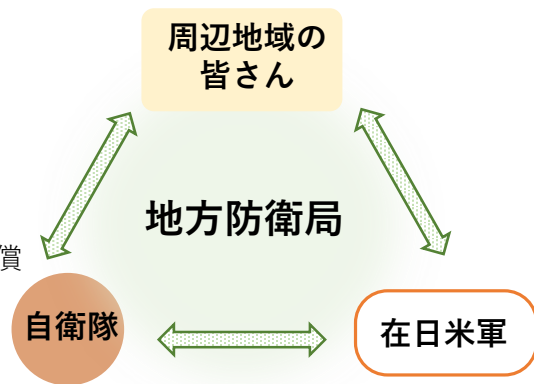 周辺地域の
皆さん
地方防衛局
償
自衛隊
在日米軍